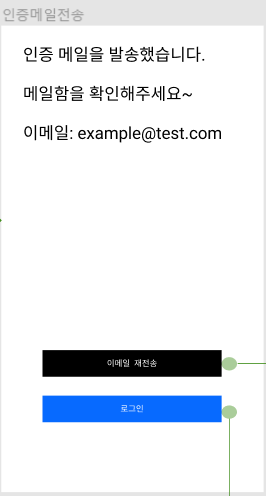 인증메일전송
인증 메일을 발송했습니다.
메일함을 확인해주세요~
이메일: example@test.com
이메일 재전송
로그인